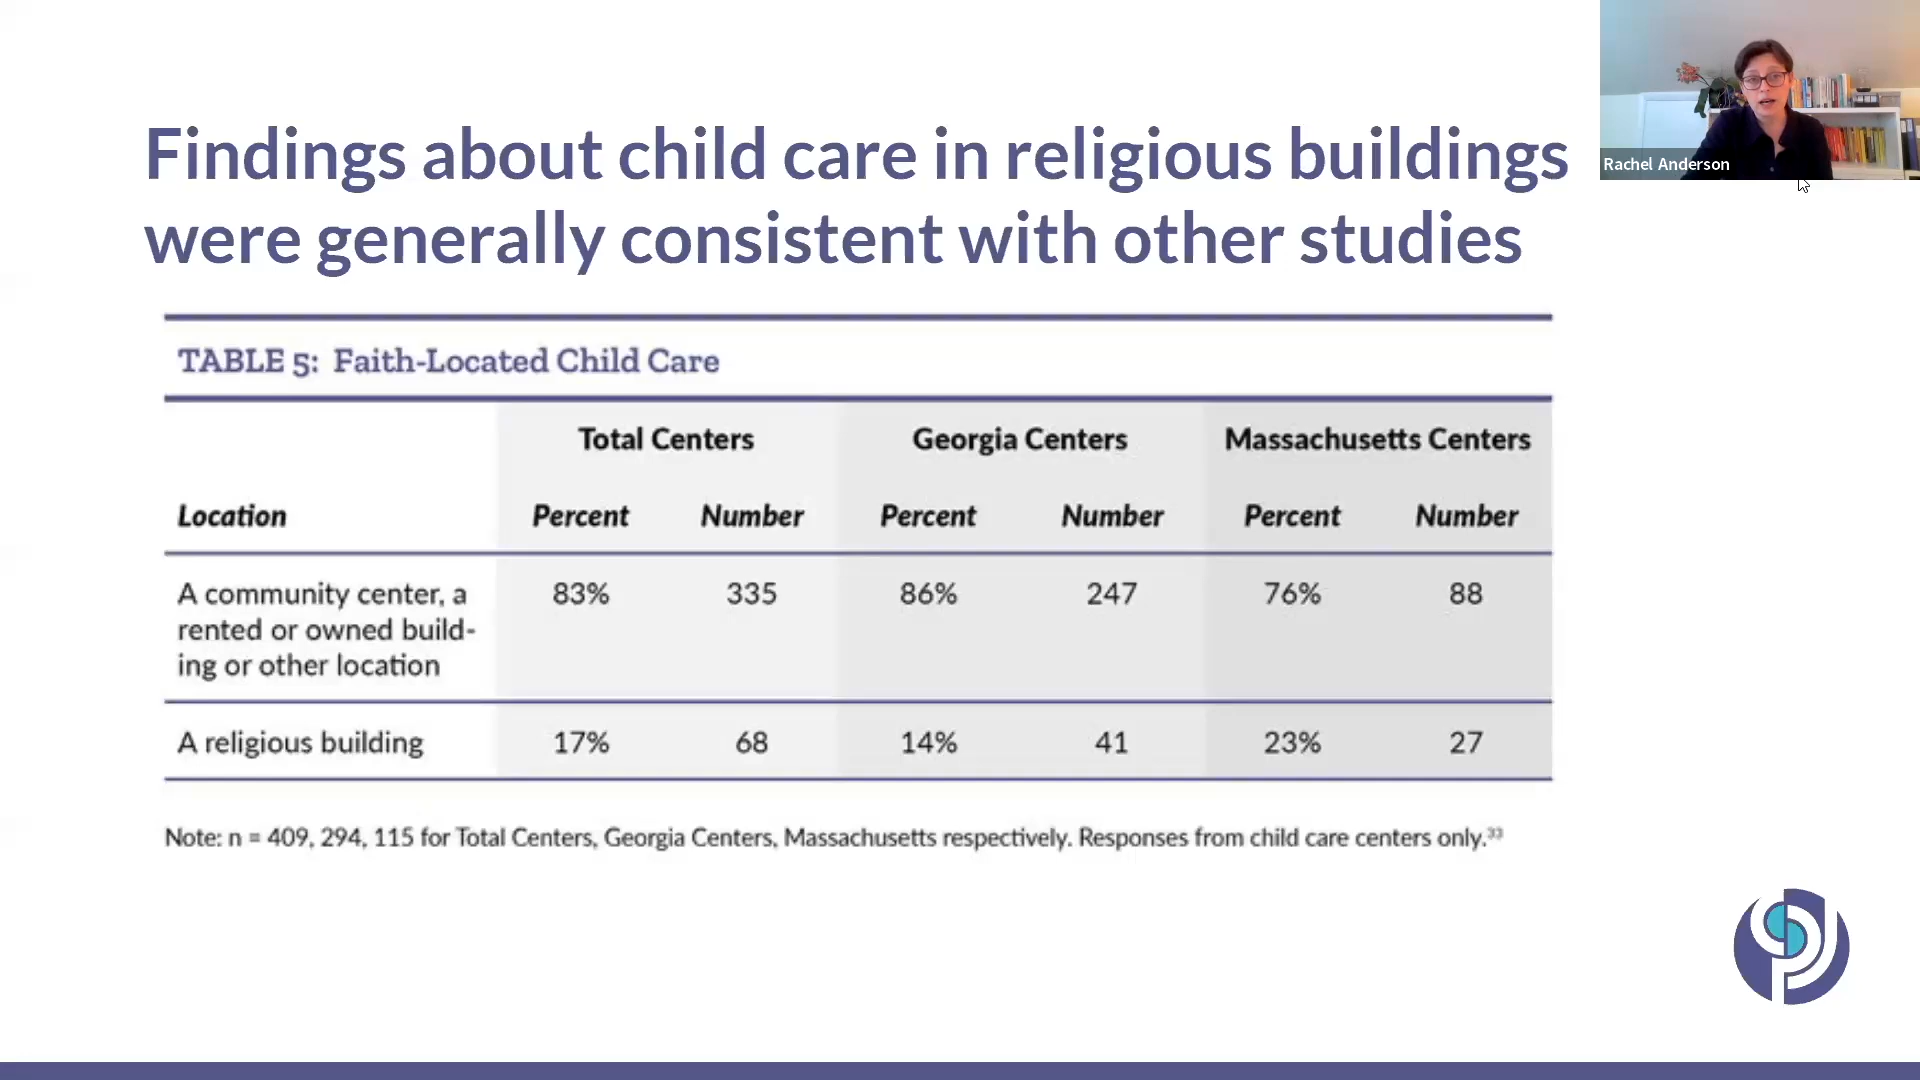 Findings about child care in religious buildings
were generally consistent with other studies
Rachel Anderson
TABLE 5: Faith-Located Child Care
Total Centers Georgia Centers Massachusetts Centers
Location Percent Number Percent Number Percent Number
A community center, a 83% 335 86% 247 76% 88
rented or owned build-
ing or other location
A religious building 17% 68 14% 41 23% 27
Note: n = 409, 294, 115 for Total Centers, Georgia Centers, Massachusetts respectively. Responses from child care centers only.³³